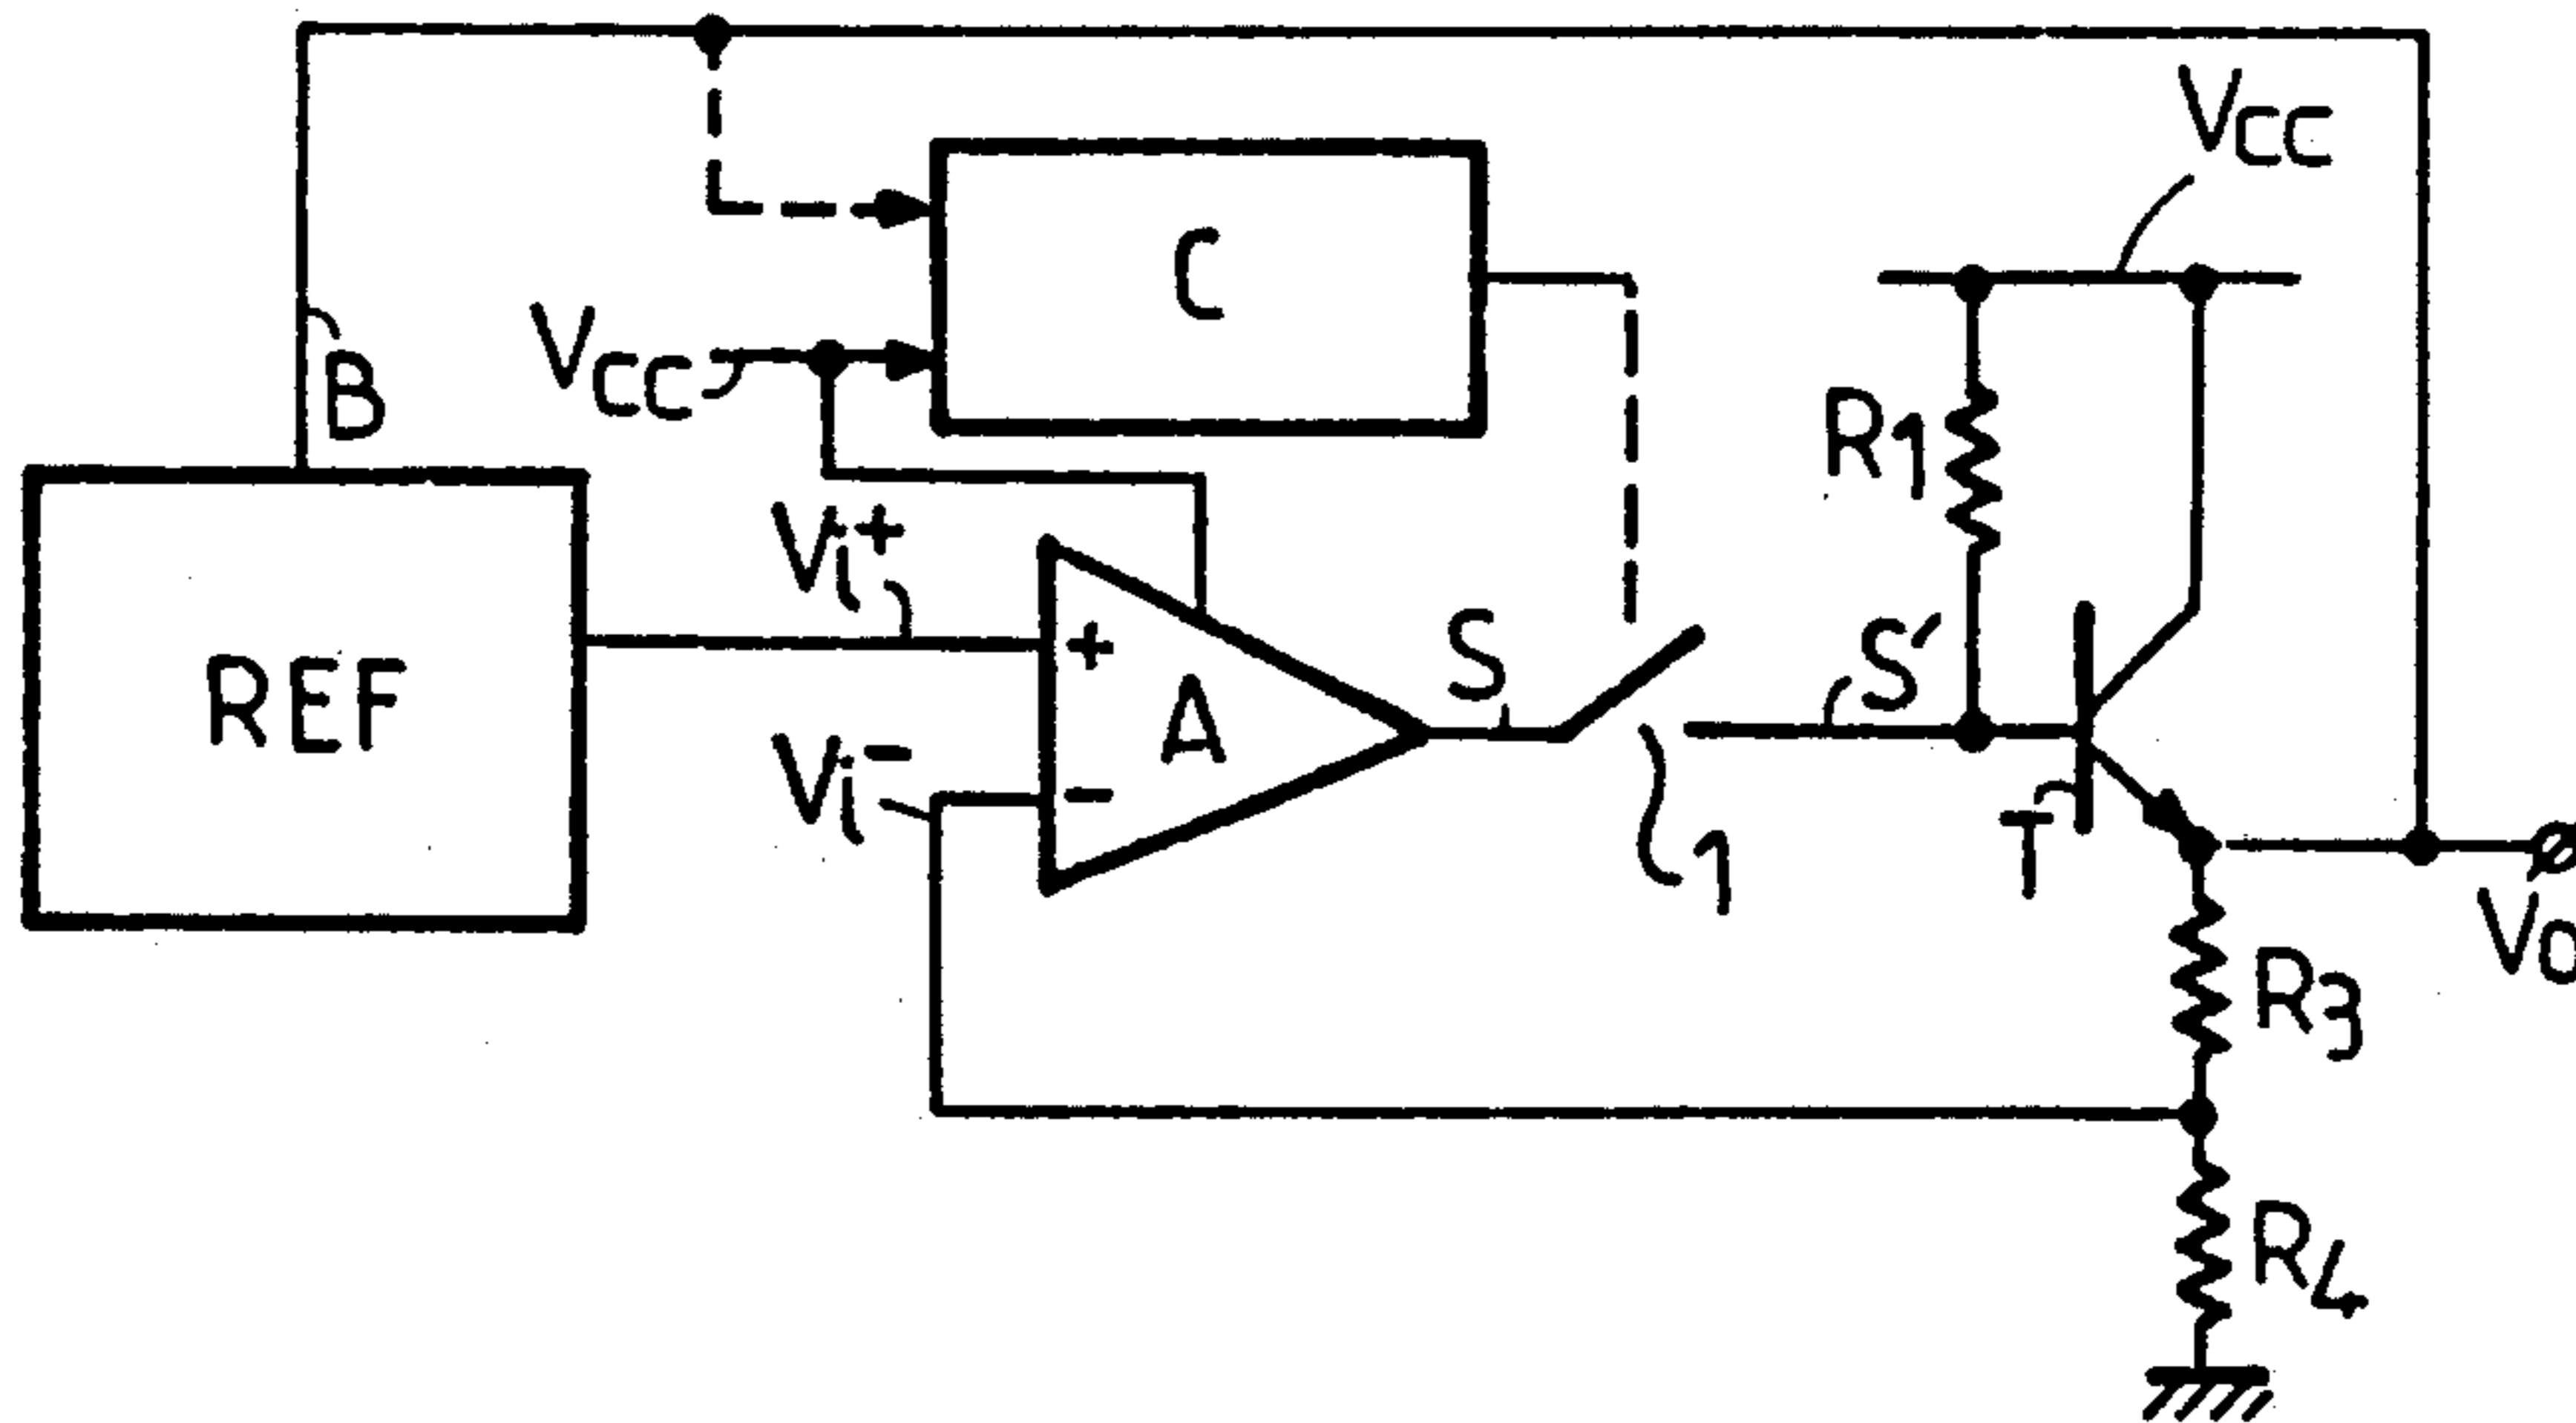 VCC
C
VCC
B
R1
Vi+
REF
+
A
S
S'
Vi-
-
T
1
VO
R3
R4